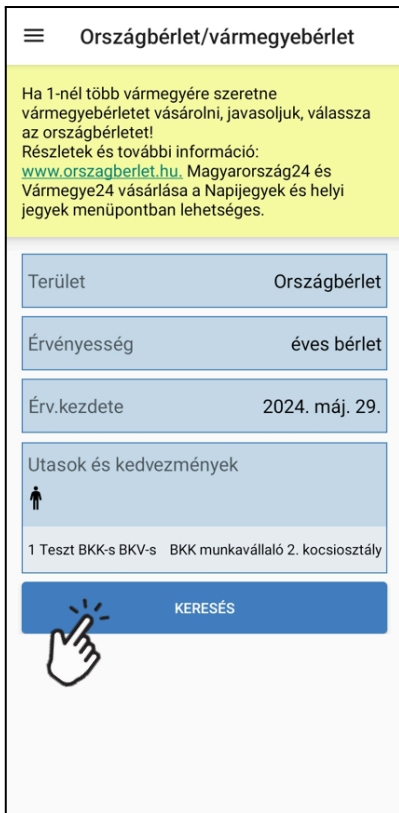 Országbérlet/vármegyebérlet
Ha 1-nél több vármegyére szeretne
vármegyebérletet vásárolni, javasoljuk, válassza
az országbérletet!
Részletek és további információ:
www.orszagberlet.hu. Magyarország24 és
Vármegye24 vásárlása a Napijegyek és helyi
jegyek menüpontban lehetséges.
Terület Országbérlet
Érvényesség éves bérlet
Érv.kezdete 2024. máj. 29.
Utasok és kedvezmények
1 Teszt BKK-s BKV-s BKK munkavállaló 2. kocsiosztály
KERESÉS